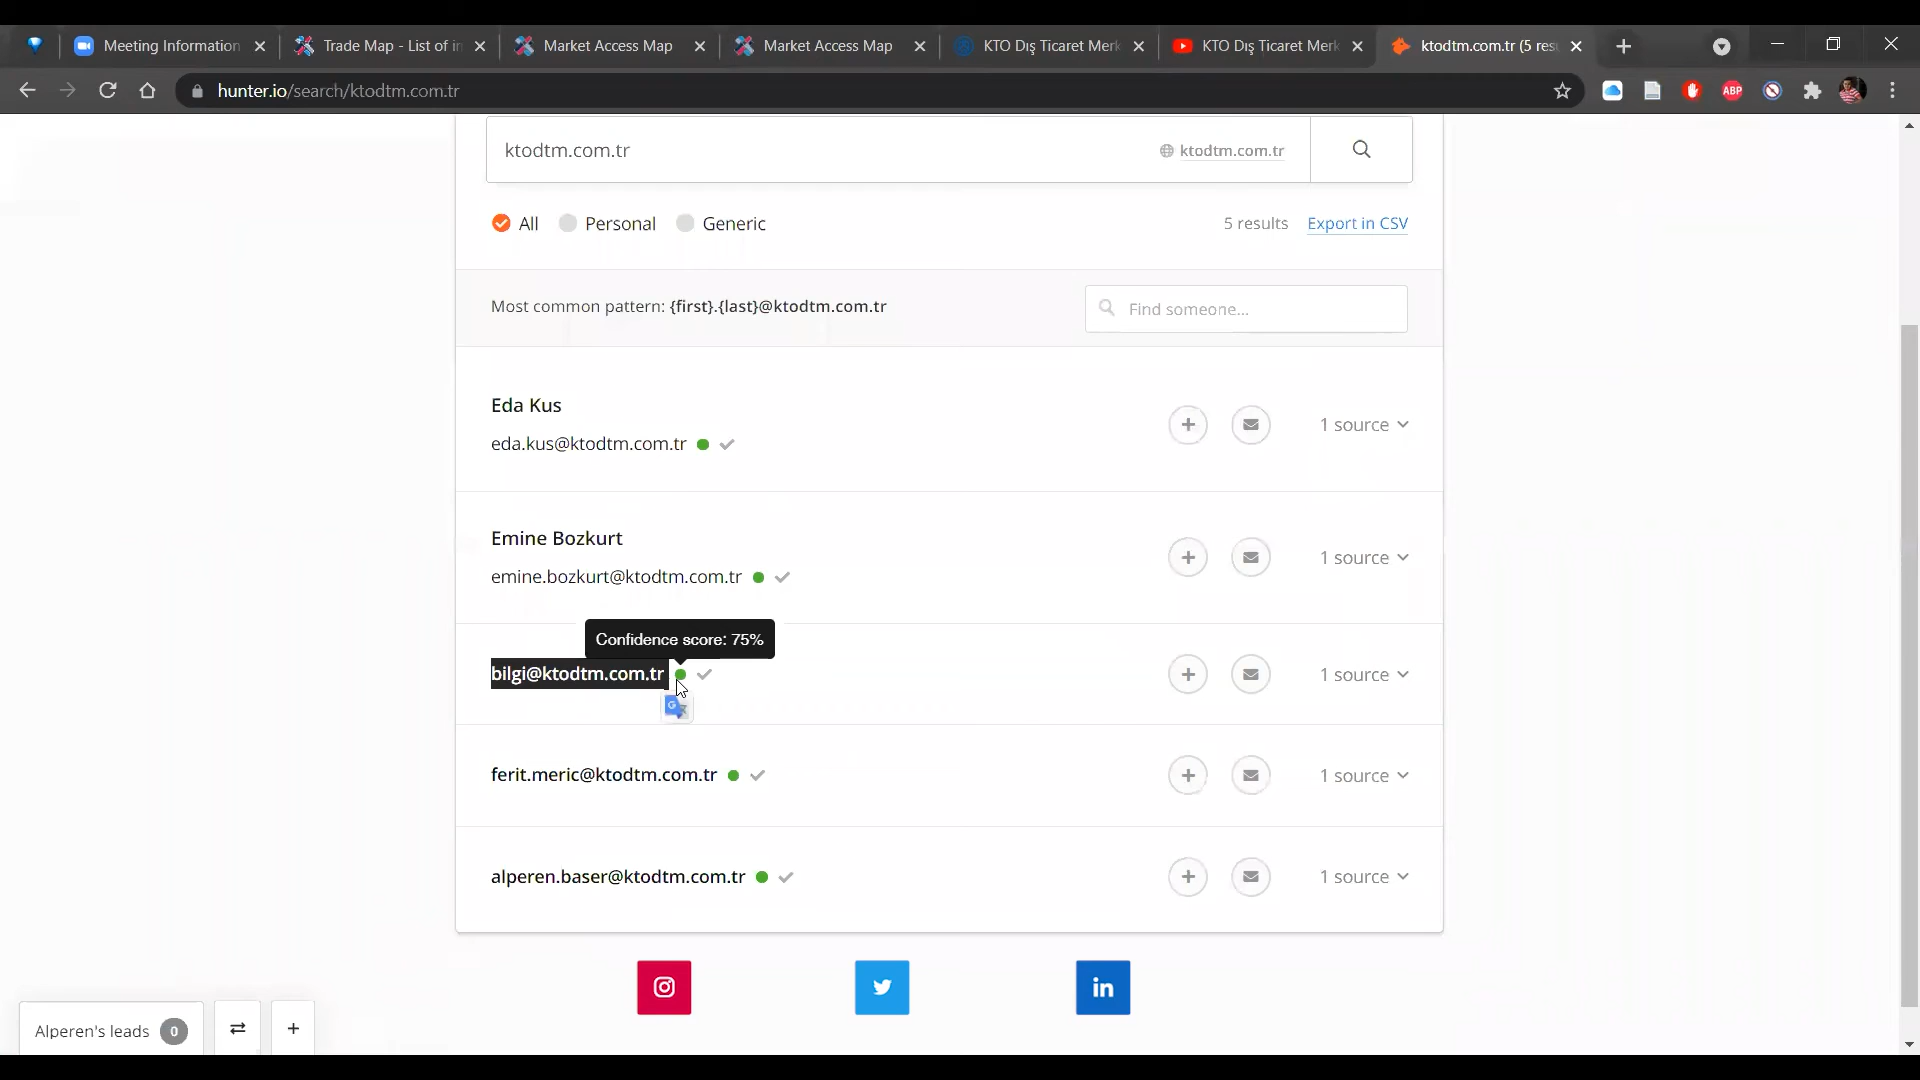 Meeting Information
Trade Map - List of in
Market Access Map
Market Access Map
KTO Dış Ticaret Merk
KTO Dış Ticaret Merk
ktodtm.com.tr (5 resu
hunter.io/search/ktodtm.com.tr
ABP
ktodtm.com.tr
ktodtm.com.tr
All
Personal
Generic
5 results
Export in CSV
Most common pattern: {first}.{last}@ktodtm.com.tr
Find someone...
Eda Kus
eda.kus@ktodtm.com.tr
1 source
Emine Bozkurt
emine.bozkurt@ktodtm.com.tr
1 source
Confidence score: 75%
bilgi@ktodtm.com.tr
1 source
ferit.meric@ktodtm.com.tr
1 source
alperen.baser@ktodtm.com.tr
1 source
in
Alperen's leads 0